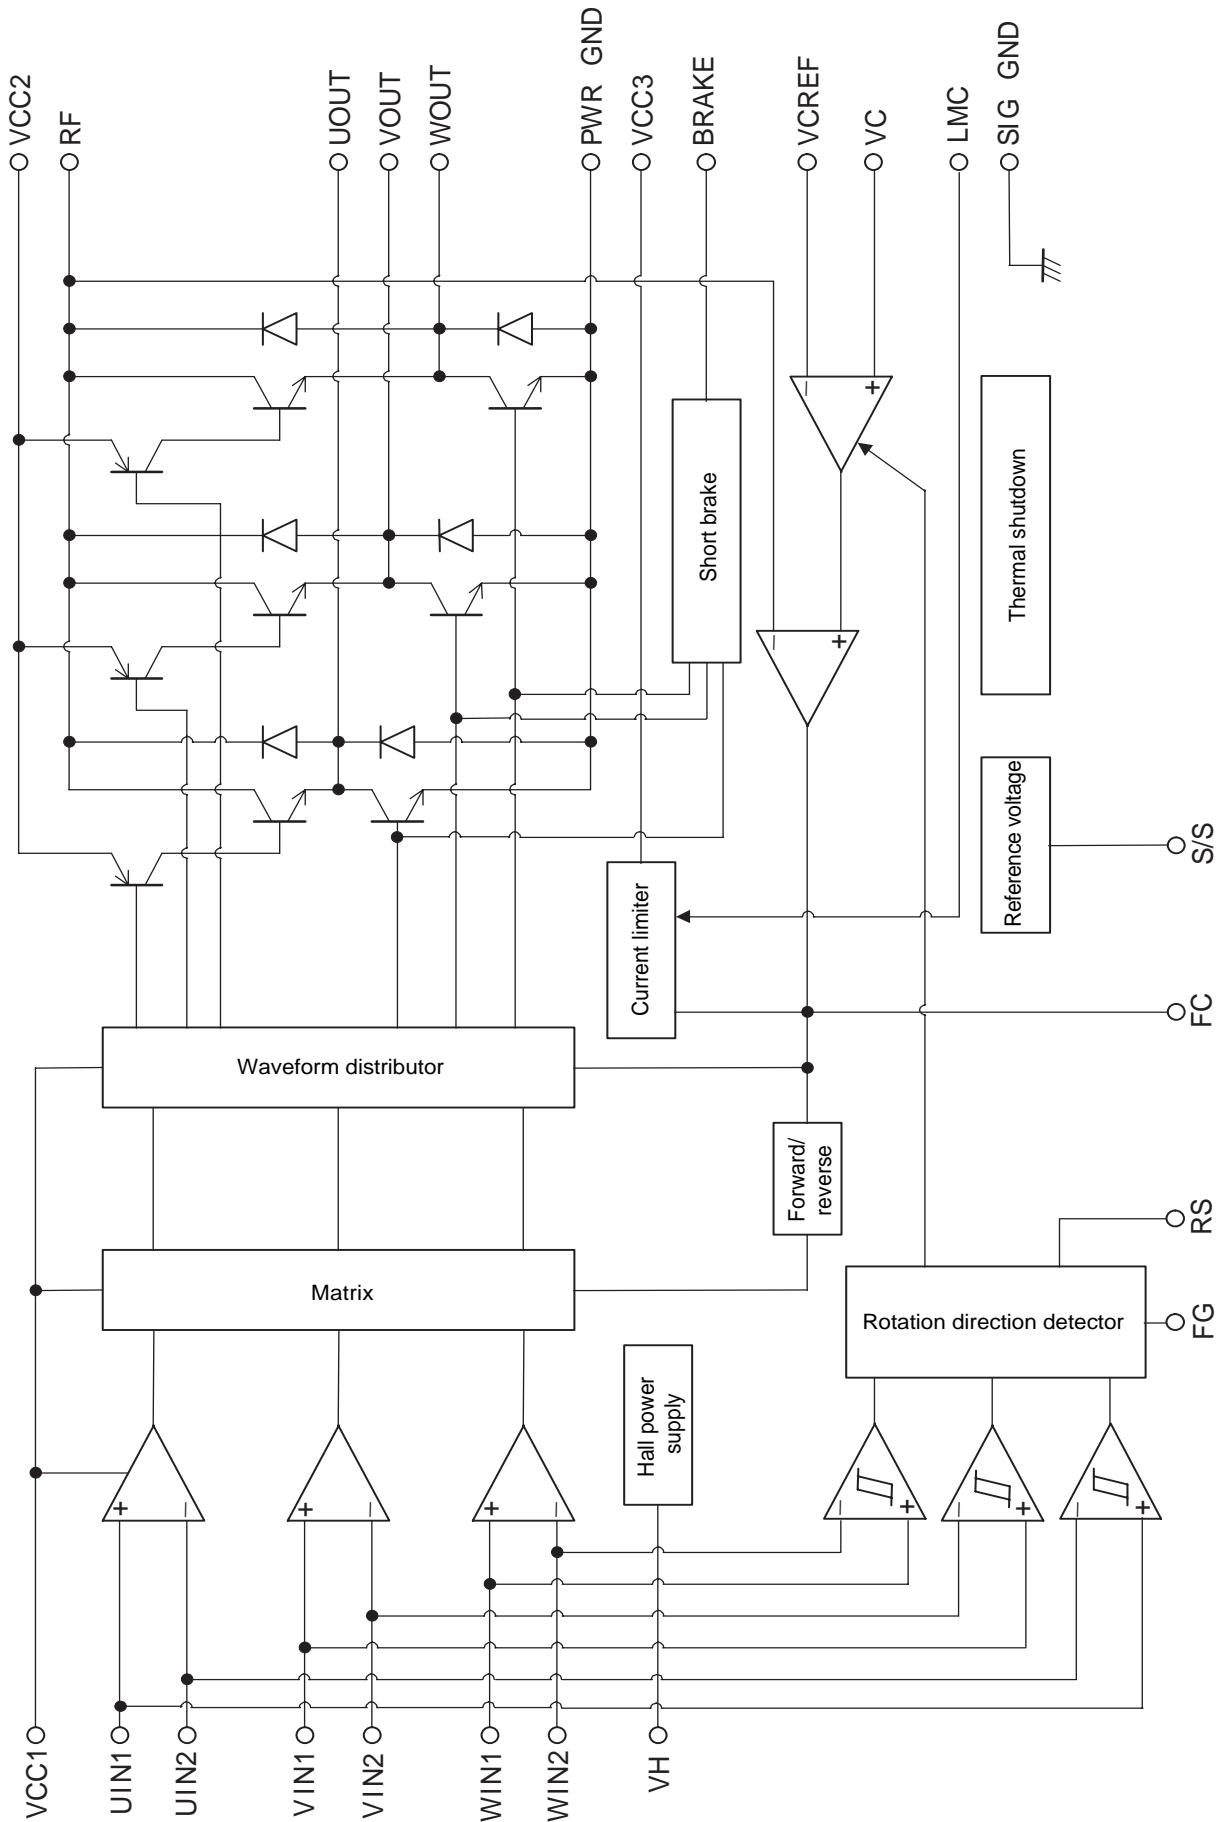 VCC2
RF
UOUT
VOUT
WOUT
PWR GND
VCC3
BRAKE
VCREF
VC
LMC
SIG GND
Short brake
−
+
Thermal shutdown
−
+
Current limiter
Reference voltage
S/S
FC
Waveform distributor
Forward/
reverse
RS
Matrix
Rotation direction detector
FG
Hall power
supply
+
−
+
−
+
−
−
+
−
+
−
+
VCC1
UIN1
UIN2
VIN1
VIN2
WIN1
WIN2
VH